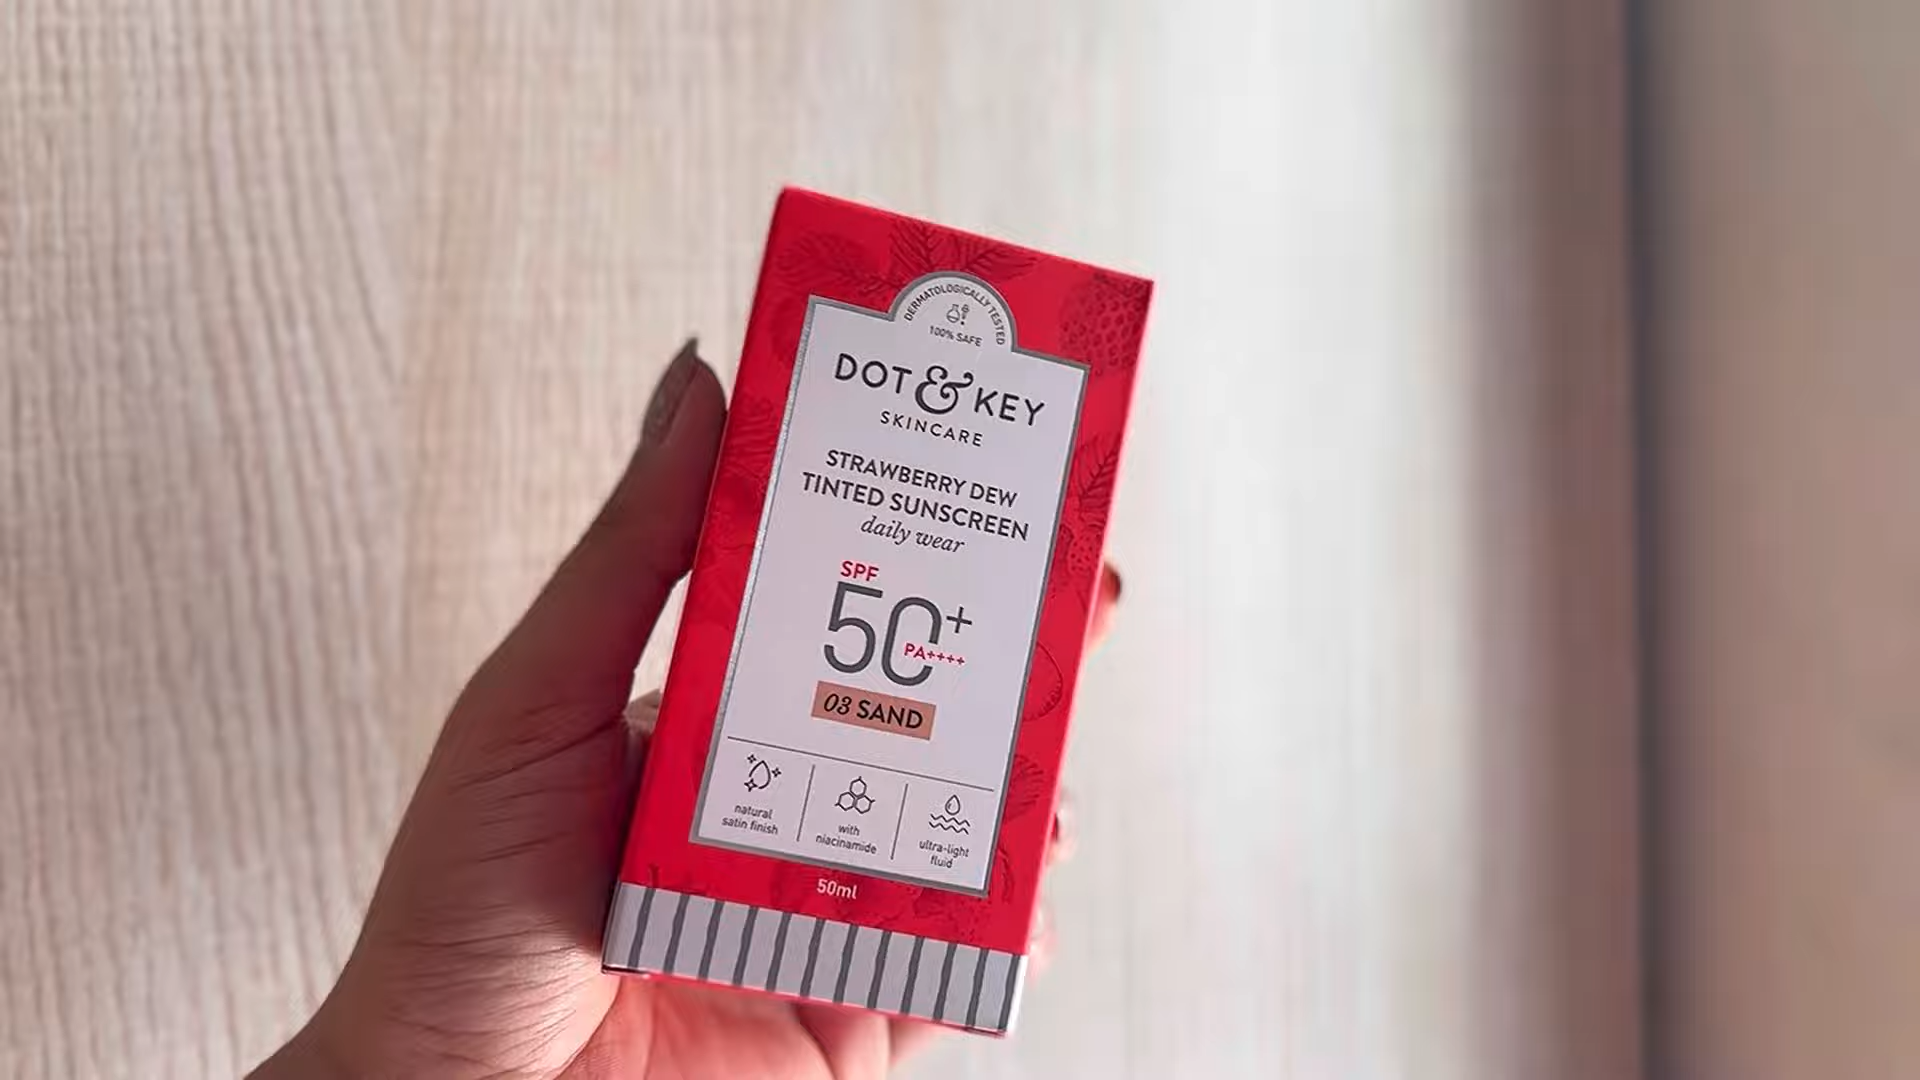 DERMATOLOGICALLY TESTED
100% SAFE
DOT & KEY
SKINCARE
STRAWBERRY DEW
TINTED SUNSCREEN
daily wear
SPF
50+
PA++++
03 SAND
natural
satin finish
with
niacinamide
ultra-light
fluid
50ml